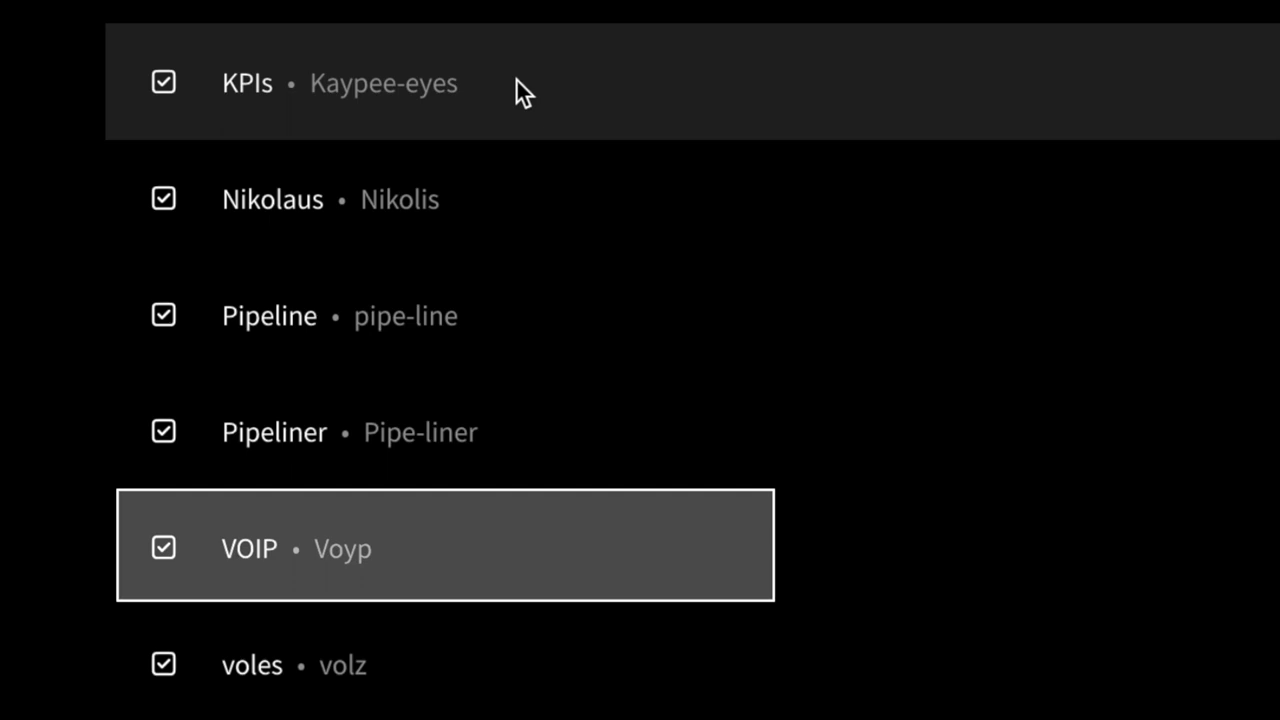 KPIs • Kaypee-eyes
Nikolaus • Nikolis
Pipeline • pipe-line
Pipeliner • Pipe-liner
VOIP • Voyp
voles • volz